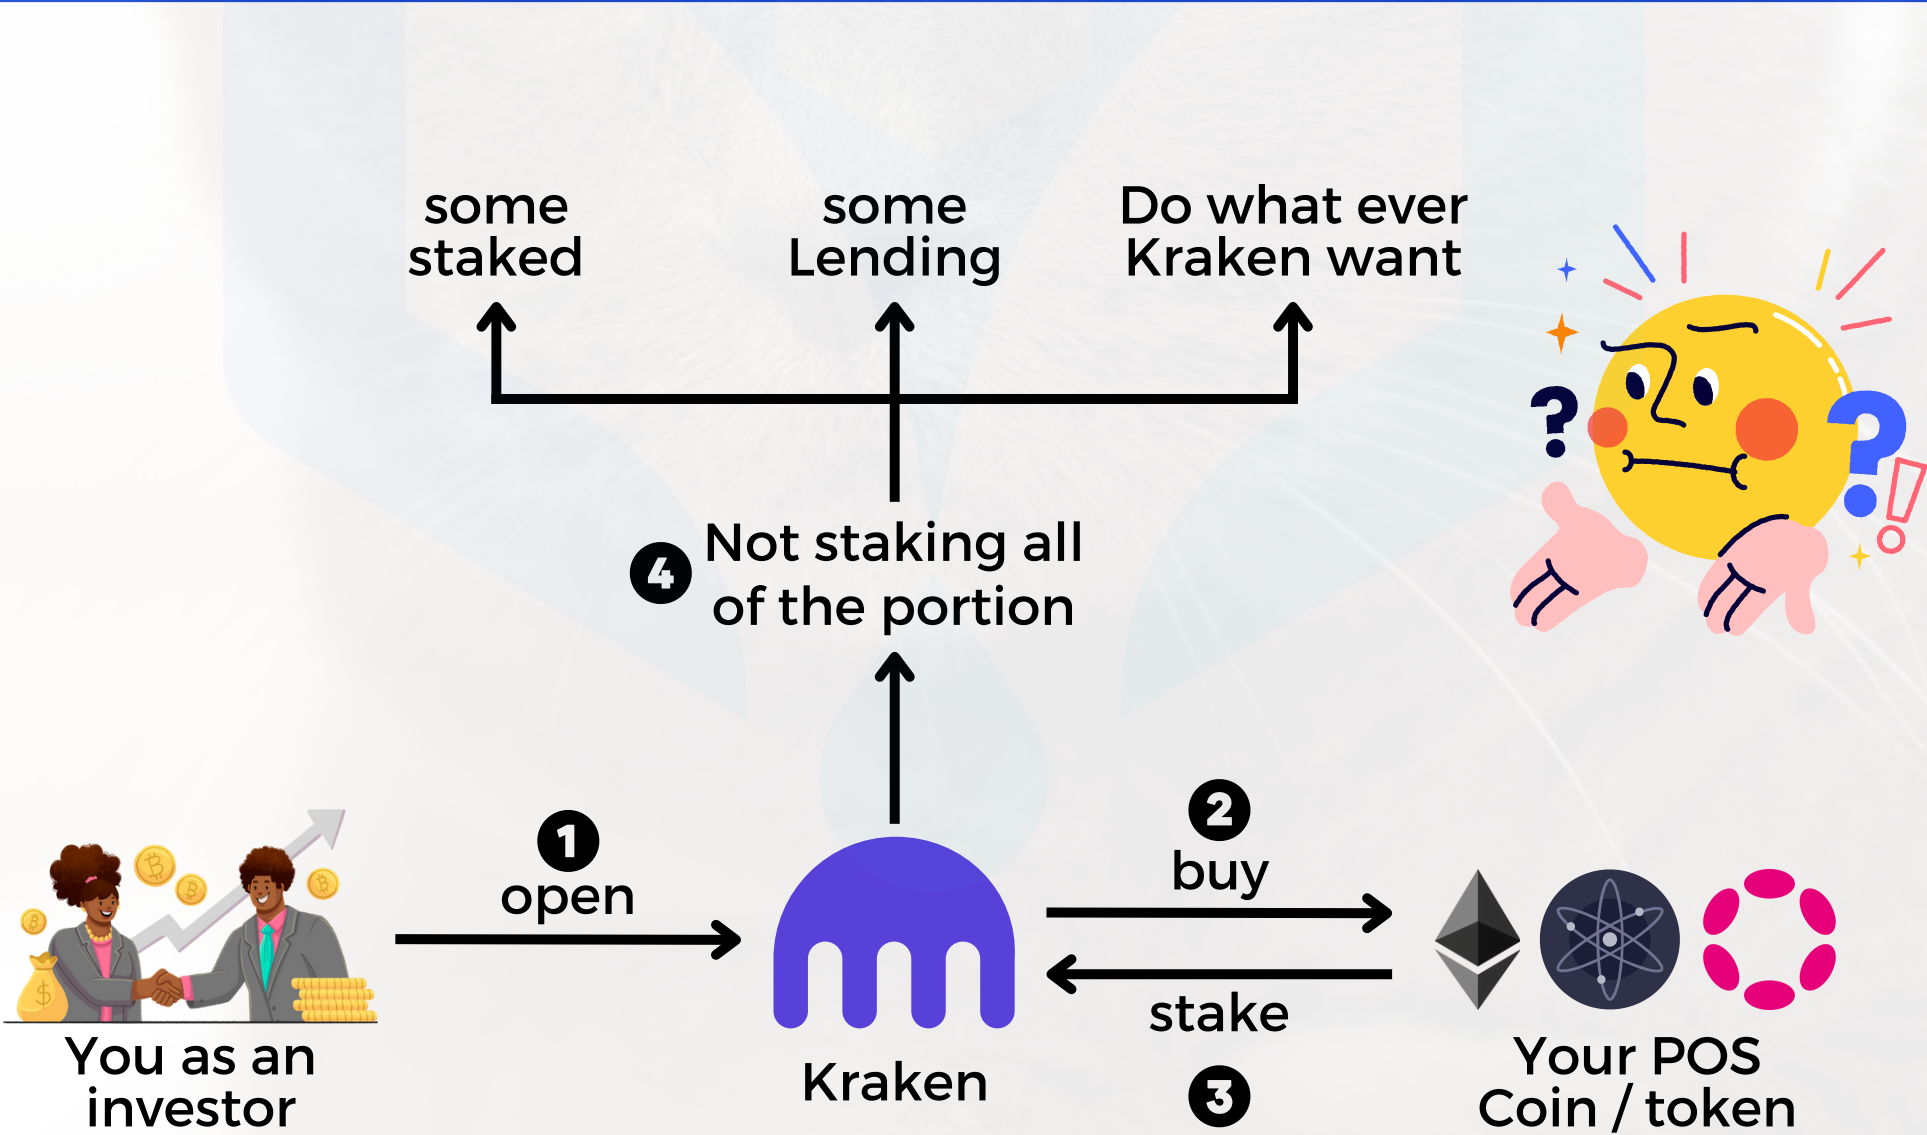 some
staked
some
Lending
Do what ever
Kraken want
?
?
!
4
Not staking all
of the portion
1
open
2
buy
stake
3
You as an
investor
Kraken
Your POS
Coin / token
$